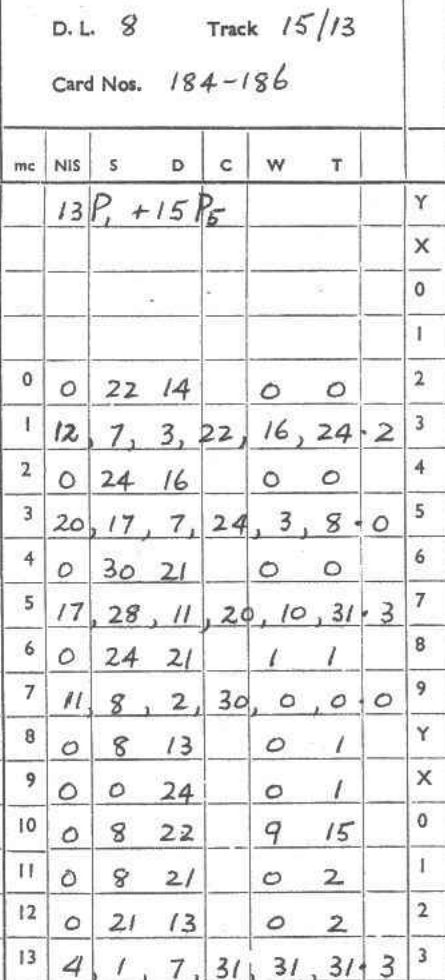 D. L. 8 Track 15/13
Card Nos. 184-186
mc NIS S D C W T
13P₁ + 15P₅ Y
X
0
1
0 0 22 14 0 0 2
1 12, 7, 3, 22, 16, 24·2 3
2 0 24 16 0 0 4
3 20, 17, 7, 24, 3, 8·0 5
4 0 30 21 0 0 6
5 17, 28, 11, 20, 10, 31·3 7
6 0 24 21 1 1 8
7 11, 8, 2, 30, 0, 0·0 9
8 0 8 13 0 1 Y
9 0 0 24 0 1 X
10 0 8 22 9 15 0
11 0 8 21 0 2 1
12 0 21 13 0 2 2
13 4, 1, 7, 31, 31, 31·3 3